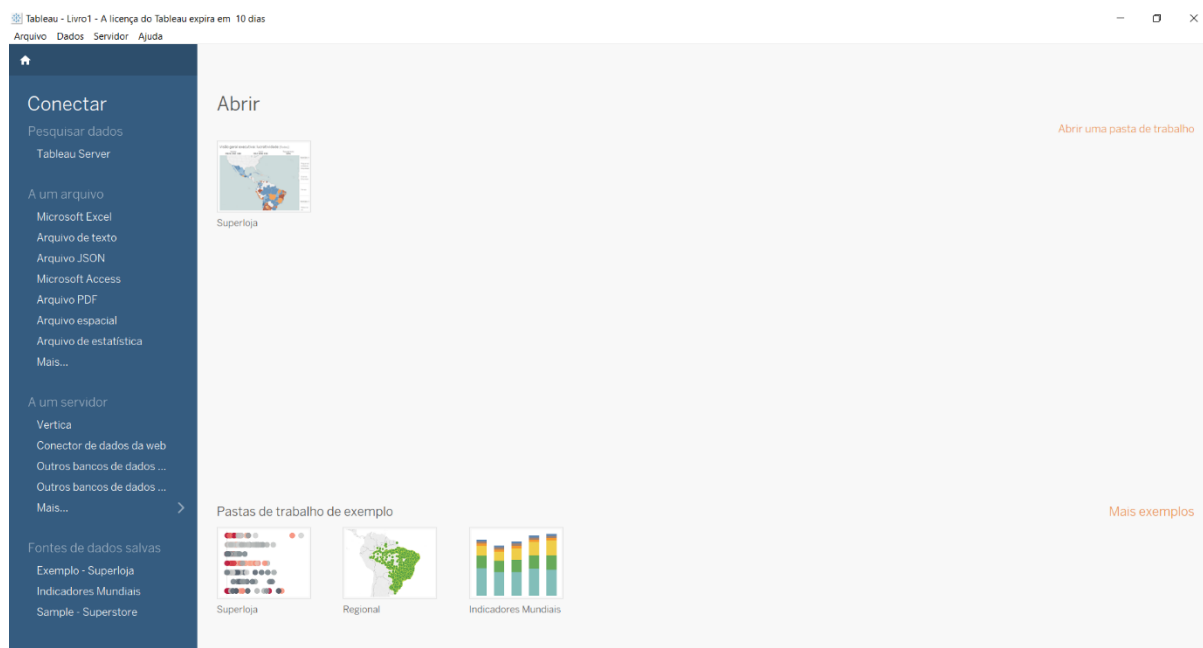 Tableau - Livro1 - A licença do Tableau expira em 10 dias
Arquivo Dados Servidor Ajuda
Conectar
Pesquisar dados
Tableau Server
A um arquivo
Microsoft Excel
Arquivo de texto
Arquivo JSON
Microsoft Access
Arquivo PDF
Arquivo espacial
Arquivo de estatística
Mais...
A um servidor
Vertica
Conector de dados da web
Outros bancos de dados ...
Outros bancos de dados ...
Mais...
Fontes de dados salvas
Exemplo - Superloja
Indicadores Mundiais
Sample - Superstore
Abrir
Abrir uma pasta de trabalho
Superloja
Pastas de trabalho de exemplo
Mais exemplos
Superloja
Regional
Indicadores Mundiais